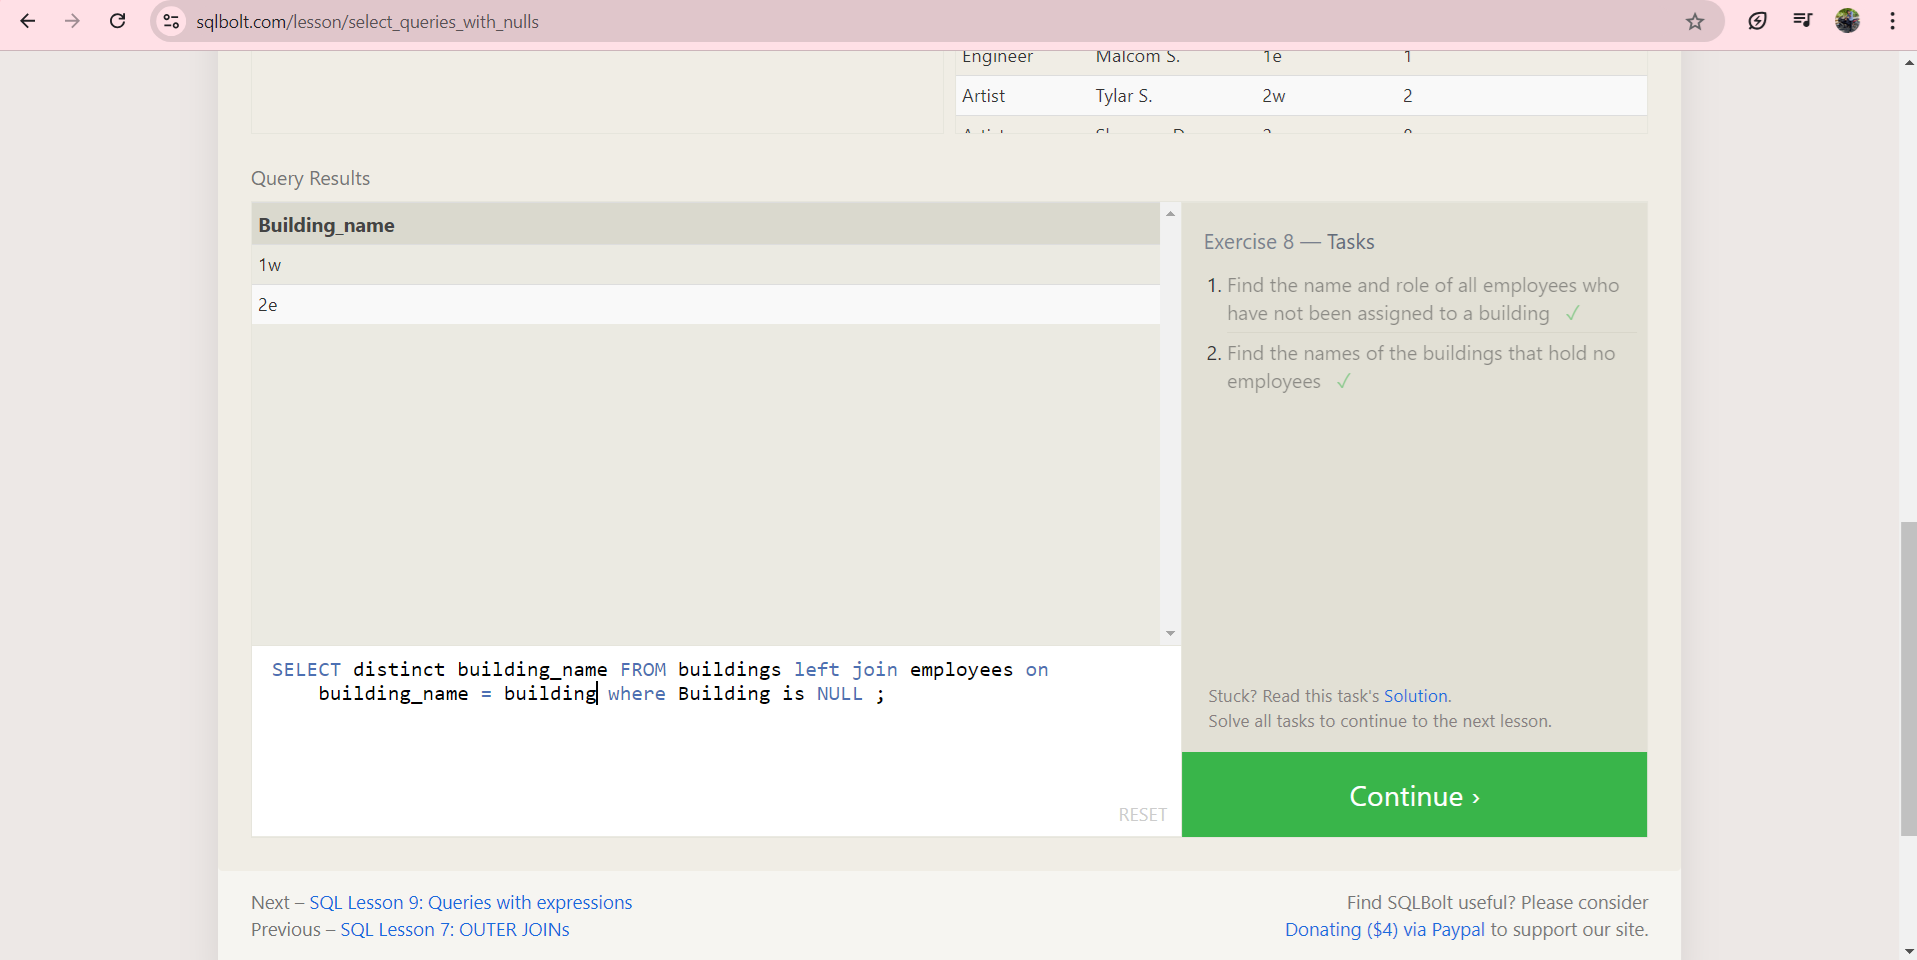 sqlbolt.com/lesson/select_queries_with_nulls
Engineer Malcom S. 1e 1
Artist Tylar S. 2w 2
Query Results
Building_name
1w
2e
Exercise 8 — Tasks
1. Find the name and role of all employees who
have not been assigned to a building ✓
2. Find the names of the buildings that hold no
employees ✓
SELECT distinct building_name FROM buildings left join employees on
building_name = building where Building is NULL ;
RESET
Stuck? Read this task's Solution.
Solve all tasks to continue to the next lesson.
Continue ›
Next – SQL Lesson 9: Queries with expressions
Previous – SQL Lesson 7: OUTER JOINs
Find SQLBolt useful? Please consider
Donating ($4) via Paypal to support our site.